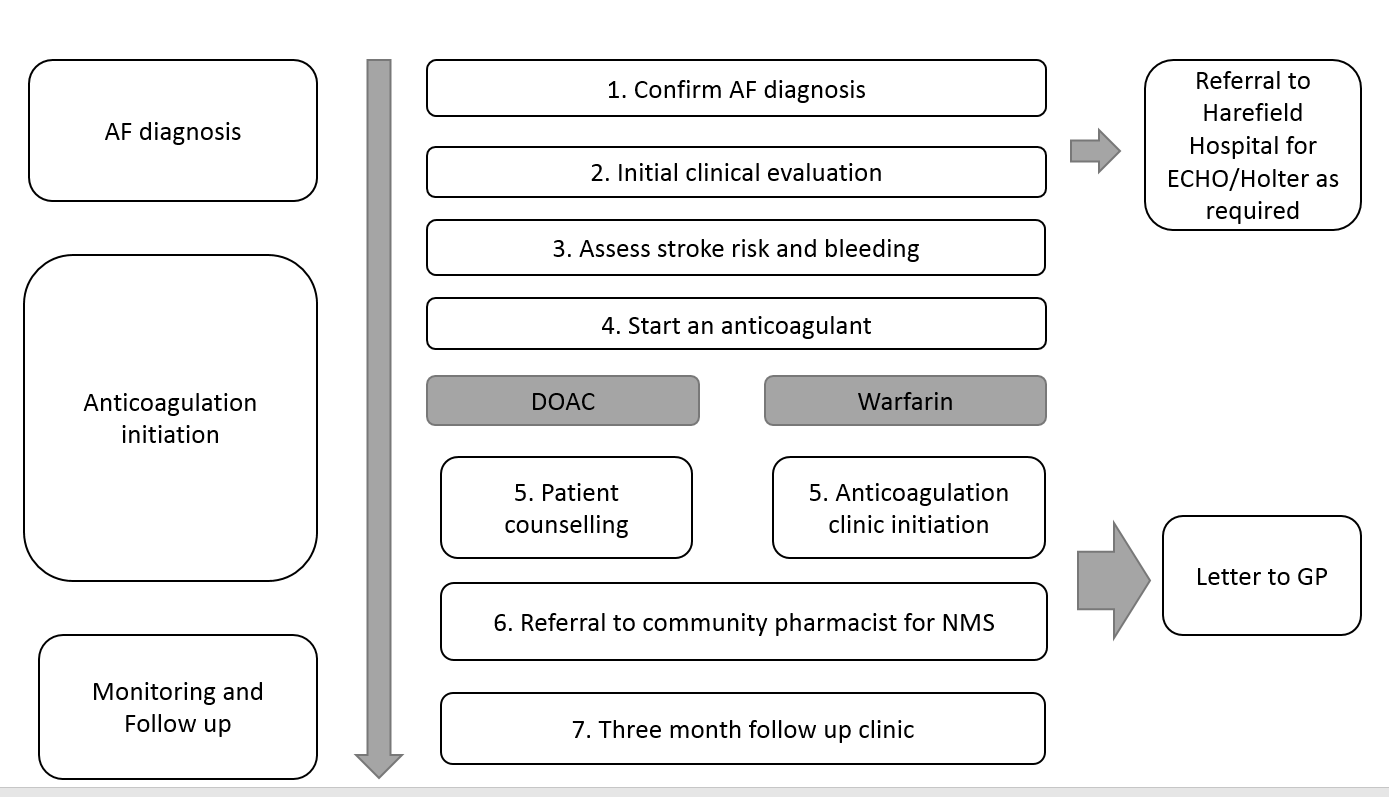 AF diagnosis
Anticoagulation
initiation
Monitoring and
Follow up
1. Confirm AF diagnosis
2. Initial clinical evaluation
3. Assess stroke risk and bleeding
4. Start an anticoagulant
DOAC
Warfarin
5. Patient
counselling
5. Anticoagulation
clinic initiation
6. Referral to community pharmacist for NMS
7. Three month follow up clinic
Referral to
Harefield
Hospital for
ECHO/Holter as
required
Letter to GP